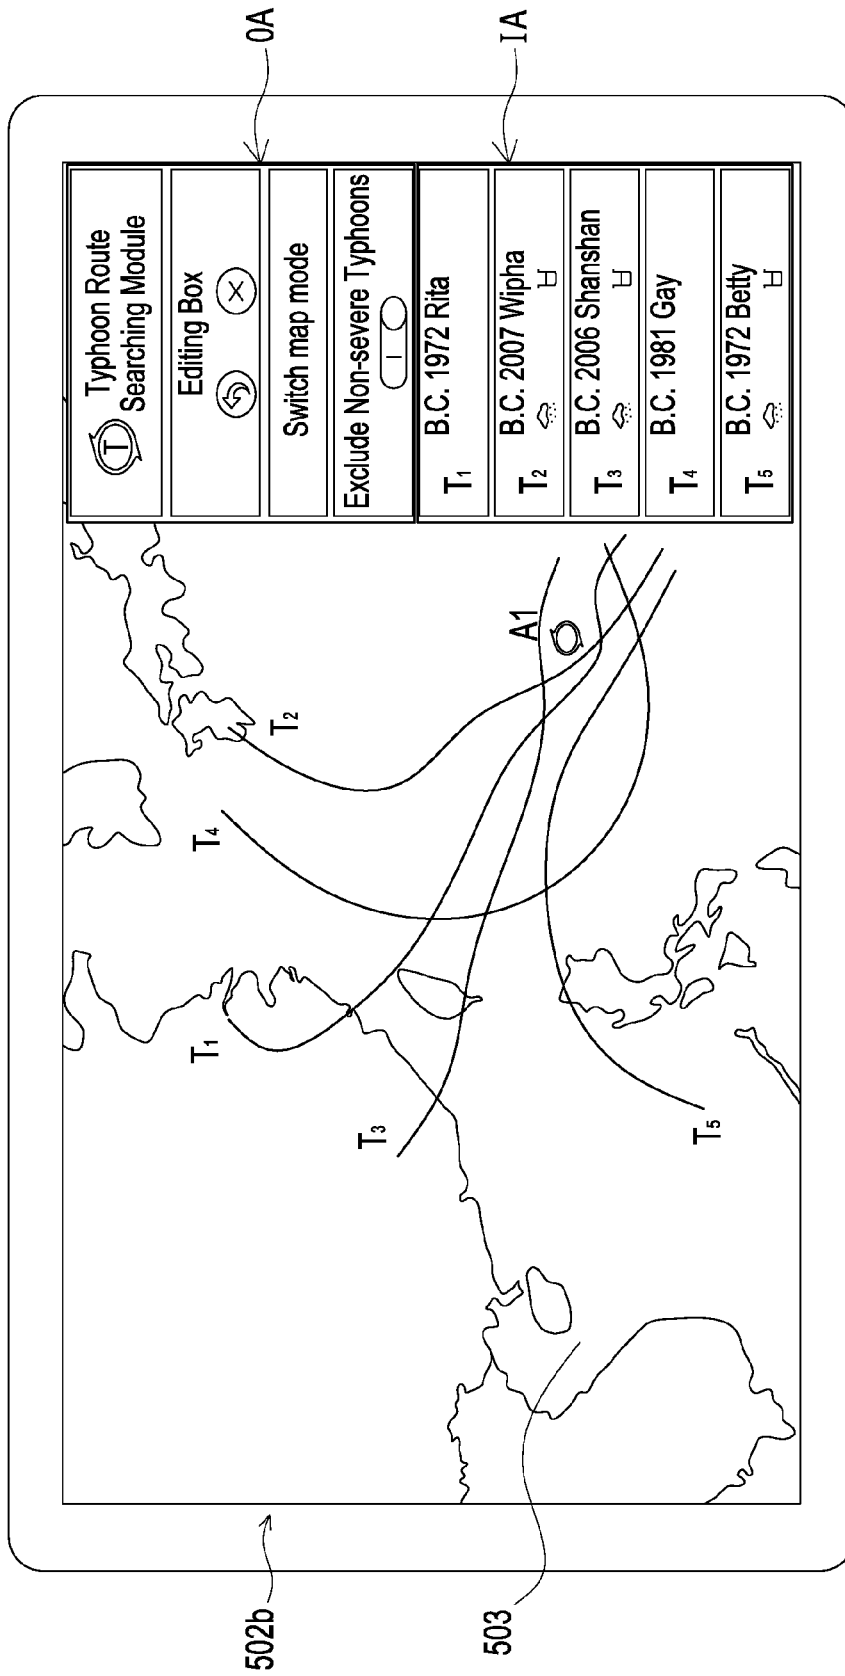 Typhoon Route
Searching Module
T
Editing Box
Switch map mode
Exclude Non-severe Typhoons
T1 B.C. 1972 Rita
T2 B.C. 2007 Wipha
T3 B.C. 2006 Shanshan
T4 B.C. 1981 Gay
T5 B.C. 1972 Betty
OA
IA
T2
T4
T1
T3
T5
A1
502b
503